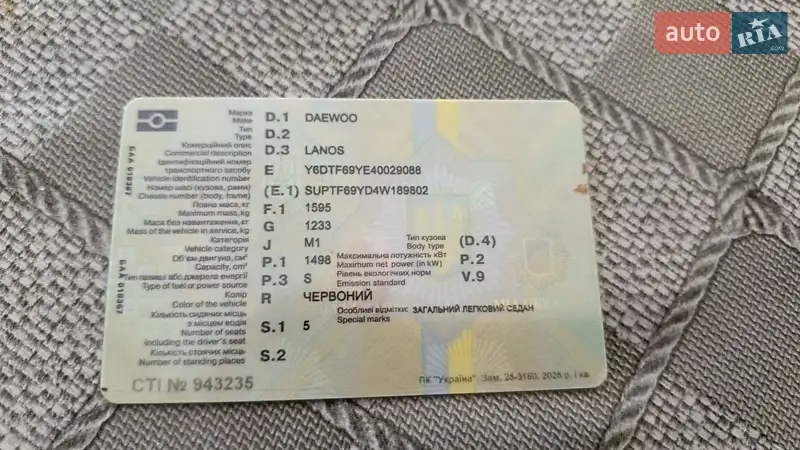 auto RIA .com
Марка
Make
D.1 DAEWOO
Тип
Type
D.2
Комерційний опис
Commercial description
D.3 LANOS
Ідентифікаційний номер
транспортного засобу
Vehicle identification number
E Y6DTF69YE40029088
Номер шасі (кузова, рами)
Chassis number (body, frame)
(E.1) SUPTF69YD4W189802
Повна маса, кг
Maximum mass, kg
F.1 1595
Маса без навантаження, кг
Mass of the vehicle in service, kg
G 1233
Категорія
Vehicle category
J M1
Тип кузова
Body type
(D.4)
Об'єм двигуна, см³
Capacity, cm³
P.1 1498
Максимальна потужність кВт
Maximum net power (in kW)
P.2
Тип палива або джерела енергії
Type of fuel or power source
P.3 S
Рівень екологічних норм
Emission standard
V.9
Колір
Color of the vehicle
R ЧЕРВОНИЙ
Особливі відмітки: ЗАГАЛЬНИЙ ЛЕГКОВИЙ СЕДАН
Special marks
Кількість сидячих місць
з місцем водія
Number of seats
including the driver's seat
S.1 5
Кількість стоячих місць
Number of standing places
S.2
CTI № 943235
ПК "Україна". Зам. 25-3160, 2025 р. І кв.
БАА 018367
БАА 018367